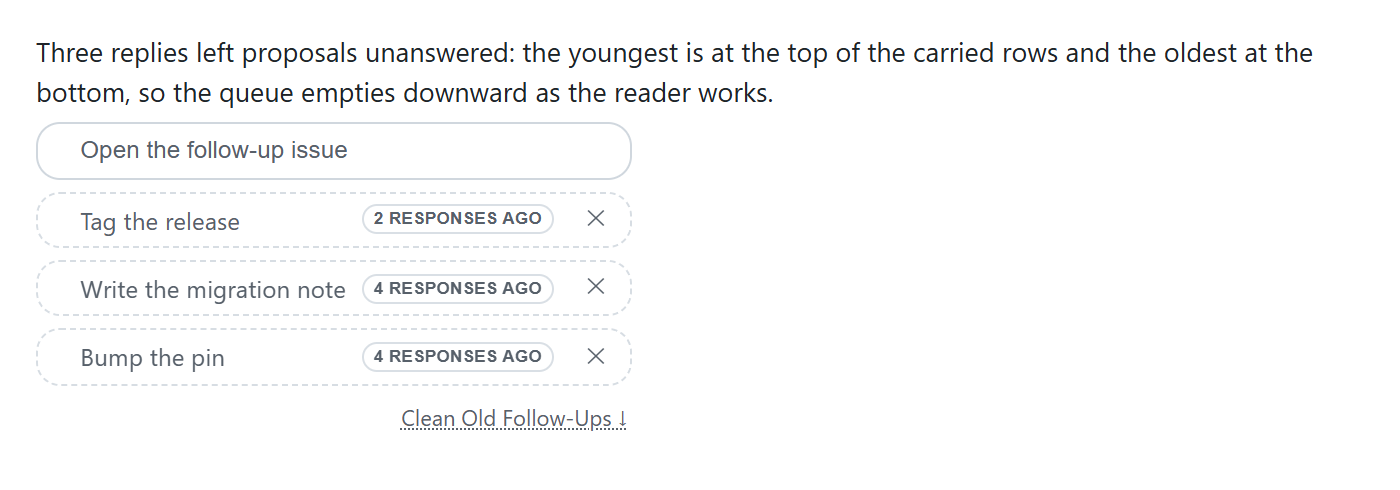 Three replies left proposals unanswered: the youngest is at the top of the carried rows and the oldest at the
bottom, so the queue empties downward as the reader works.
Open the follow-up issue
Tag the release 2 RESPONSES AGO ×
Write the migration note 4 RESPONSES AGO ×
Bump the pin 4 RESPONSES AGO ×
Clean Old Follow-Ups ↓